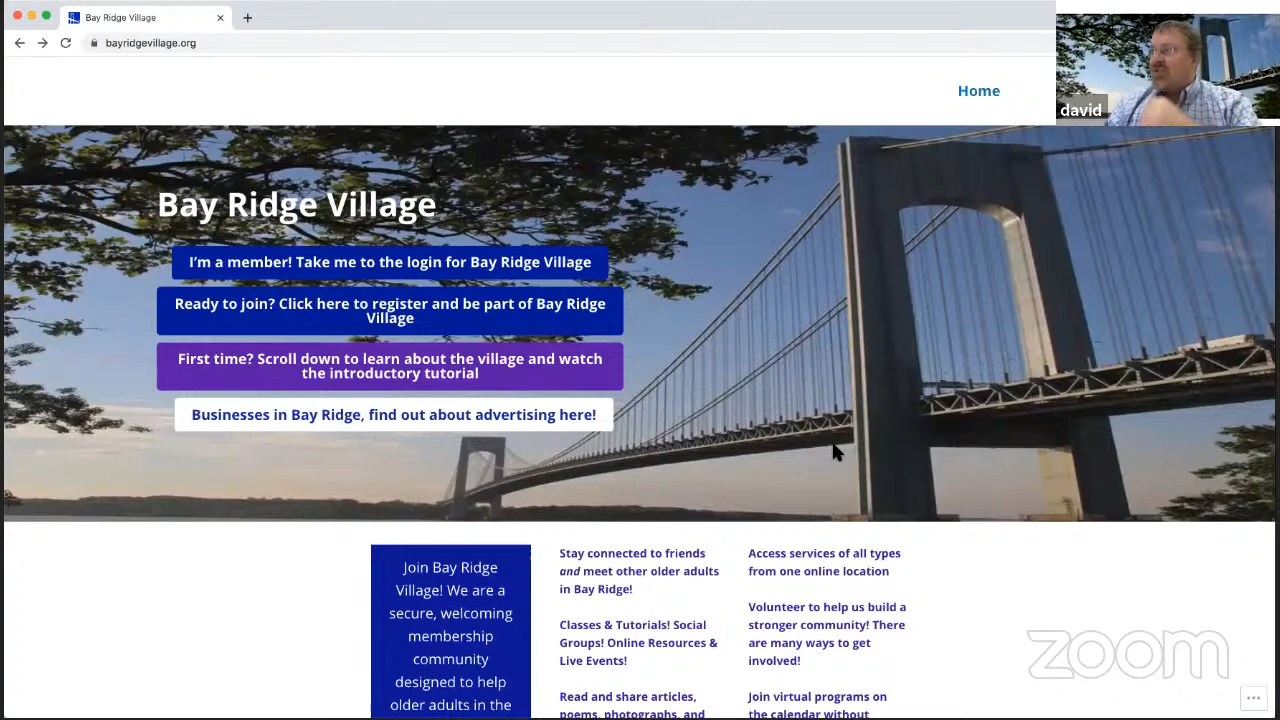 Bay Ridge Village
bayridgevillage.org
Home
david
Bay Ridge Village
I'm a member! Take me to the login for Bay Ridge Village
Ready to join? Click here to register and be part of Bay Ridge
Village
First time? Scroll down to learn about the village and watch
the introductory tutorial
Businesses in Bay Ridge, find out about advertising here!
Join Bay Ridge
Village! We are a
secure, welcoming
membership
community
designed to help
older adults in the
Stay connected to friends
and meet other older adults
in Bay Ridge!
Classes & Tutorials! Social
Groups! Online Resources &
Live Events!
Read and share articles,
poems, photographs, and
Access services of all types
from one online location
Volunteer to help us build a
stronger community! There
are many ways to get
involved!
Join virtual programs on
the calendar without
zoom